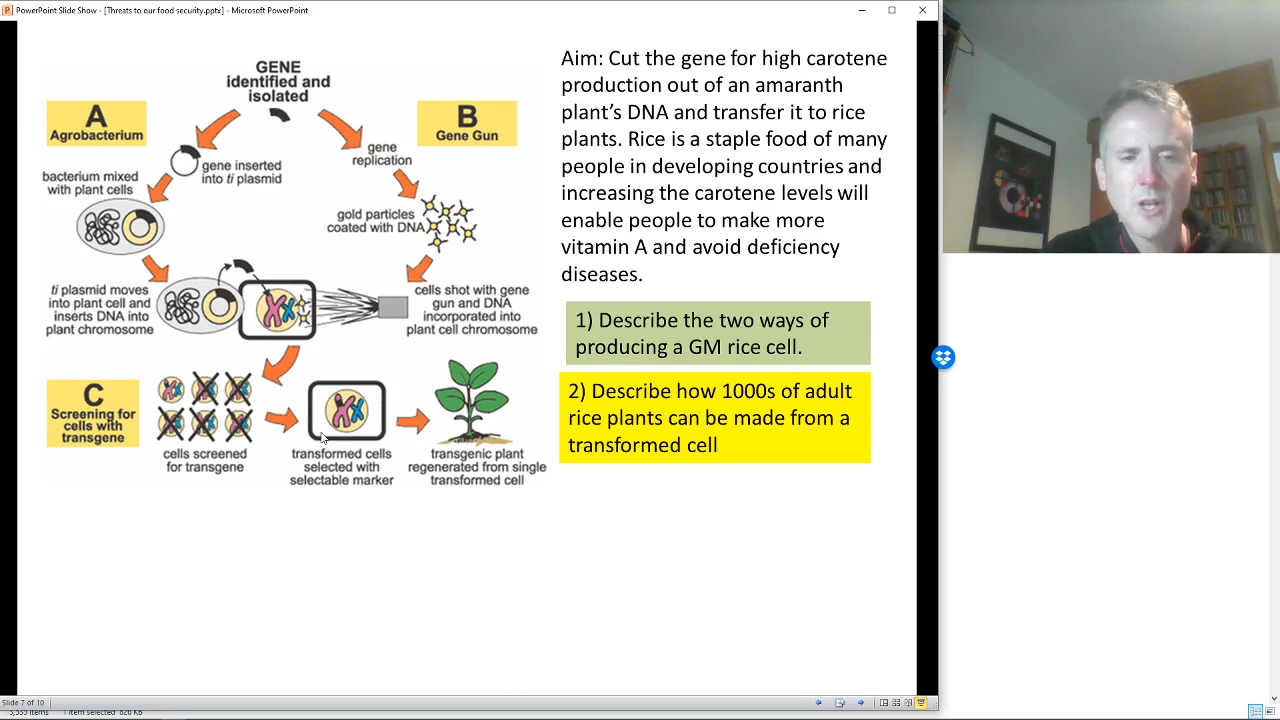 PowerPoint Slide Show - [Threats to our food security.pptx] - Microsoft PowerPoint
GENE
identified and
isolated
A
Agrobacterium
B
Gene Gun
gene inserted
into ti plasmid
gene
replication
bacterium mixed
with plant cells
gold particles
coated with DNA
ti plasmid moves
into plant cell and
inserts DNA into
plant chromosome
cells shot with gene
gun and DNA
incorporated into
plant cell chromosome
C
Screening for
cells with
transgene
cells screened
for transgene
transformed cells
selected with
selectable marker
transgenic plant
regenerated from single
transformed cell
Aim: Cut the gene for high carotene
production out of an amaranth
plant's DNA and transfer it to rice
plants. Rice is a staple food of many
people in developing countries and
increasing the carotene levels will
enable people to make more
vitamin A and avoid deficiency
diseases.
1) Describe the two ways of
producing a GM rice cell.
2) Describe how 1000s of adult
rice plants can be made from a
transformed cell
Slide 7 of 10